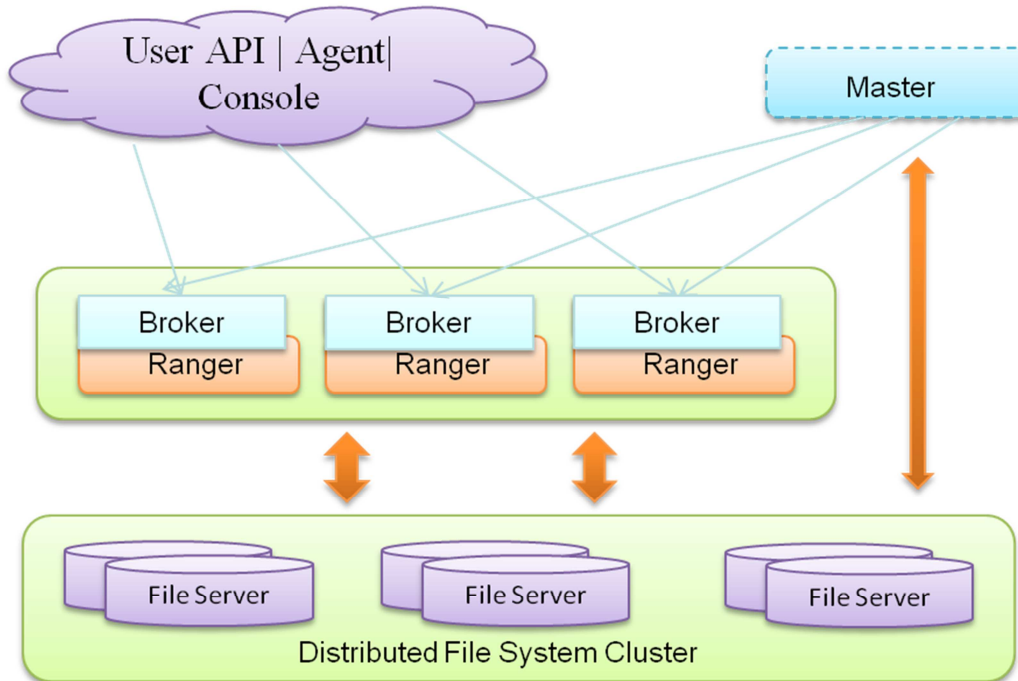 User API | Agent|
Console
Master
Broker
Broker
Broker
Ranger
Ranger
Ranger
File Server
File Server
File Server
Distributed File System Cluster